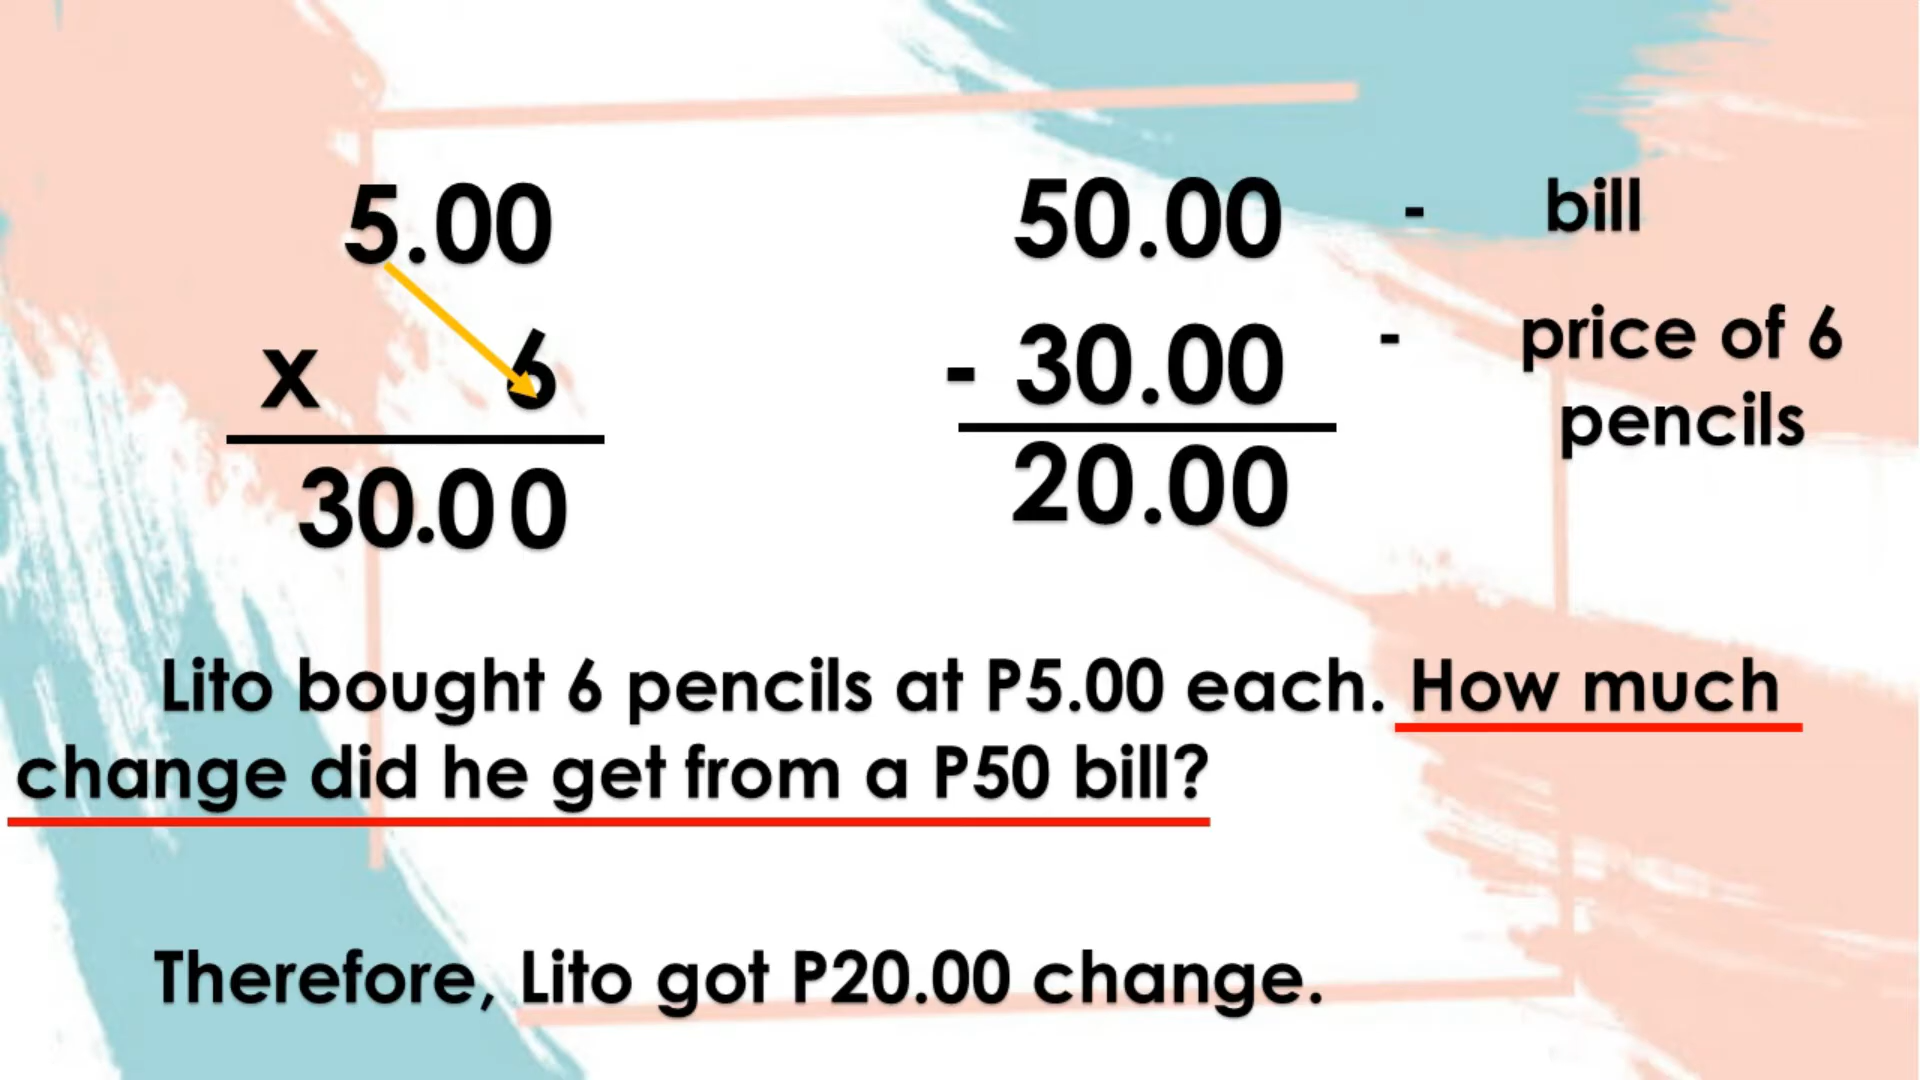 5.00
x 6
30.00
50.00 - bill
- 30.00 - price of 6
pencils
20.00
Lito bought 6 pencils at P5.00 each. How much
change did he get from a P50 bill?
Therefore, Lito got P20.00 change.